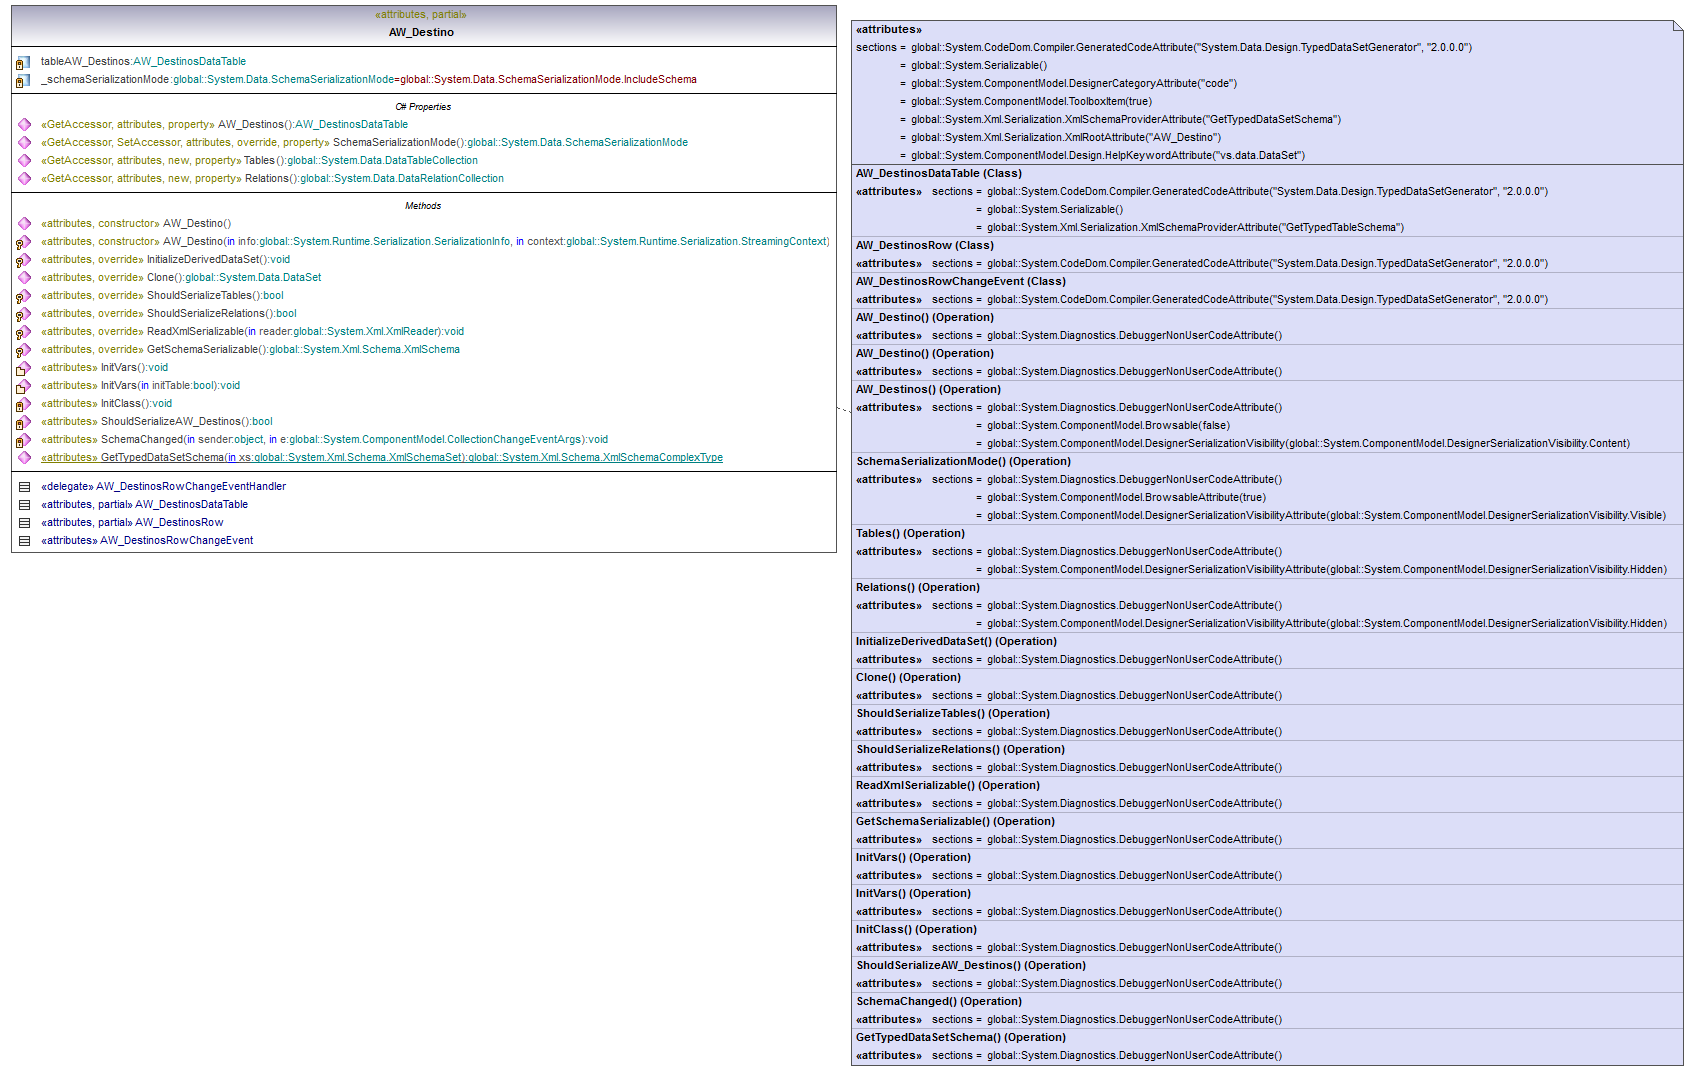 «attributes, partial»
AW_Destino
tableAW_Destinos:AW_DestinosDataTable
_schemaSerializationMode:global::System.Data.SchemaSerializationMode=global::System.Data.SchemaSerializationMode.IncludeSchema
C# Properties
«GetAccessor, attributes, property» AW_Destinos():AW_DestinosDataTable
«GetAccessor, SetAccessor, attributes, override, property» SchemaSerializationMode():global::System.Data.SchemaSerializationMode
«GetAccessor, attributes, new, property» Tables():global::System.Data.DataTableCollection
«GetAccessor, attributes, new, property» Relations():global::System.Data.DataRelationCollection
Methods
«attributes, constructor» AW_Destino()
«attributes, constructor» AW_Destino(in info:global::System.Runtime.Serialization.SerializationInfo, in context:global::System.Runtime.Serialization.StreamingContext)
«attributes, override» InitializeDerivedDataSet():void
«attributes, override» Clone():global::System.Data.DataSet
«attributes, override» ShouldSerializeTables():bool
«attributes, override» ShouldSerializeRelations():bool
«attributes, override» ReadXmlSerializable(in reader:global::System.Xml.XmlReader):void
«attributes, override» GetSchemaSerializable():global::System.Xml.Schema.XmlSchema
«attributes» InitVars():void
«attributes» InitVars(in initTable:bool):void
«attributes» InitClass():void
«attributes» ShouldSerializeAW_Destinos():bool
«attributes» SchemaChanged(in sender:object, in e:global::System.ComponentModel.CollectionChangeEventArgs):void
«attributes» GetTypedDataSetSchema(in xs:global::System.Xml.Schema.XmlSchemaSet):global::System.Xml.Schema.XmlSchemaComplexType
«delegate» AW_DestinosRowChangeEventHandler
«attributes, partial» AW_DestinosDataTable
«attributes, partial» AW_DestinosRow
«attributes» AW_DestinosRowChangeEvent
«attributes»
sections = global::System.CodeDom.Compiler.GeneratedCodeAttribute("System.Data.Design.TypedDataSetGenerator", "2.0.0.0")
= global::System.Serializable()
= global::System.ComponentModel.DesignerCategoryAttribute("code")
= global::System.ComponentModel.ToolboxItem(true)
= global::System.Xml.Serialization.XmlSchemaProviderAttribute("GetTypedDataSetSchema")
= global::System.Xml.Serialization.XmlRootAttribute("AW_Destino")
= global::System.ComponentModel.Design.HelpKeywordAttribute("vs.data.DataSet")
AW_DestinosDataTable (Class)
«attributes» sections = global::System.CodeDom.Compiler.GeneratedCodeAttribute("System.Data.Design.TypedDataSetGenerator", "2.0.0.0")
= global::System.Serializable()
= global::System.Xml.Serialization.XmlSchemaProviderAttribute("GetTypedTableSchema")
AW_DestinosRow (Class)
«attributes» sections = global::System.CodeDom.Compiler.GeneratedCodeAttribute("System.Data.Design.TypedDataSetGenerator", "2.0.0.0")
AW_DestinosRowChangeEvent (Class)
«attributes» sections = global::System.CodeDom.Compiler.GeneratedCodeAttribute("System.Data.Design.TypedDataSetGenerator", "2.0.0.0")
AW_Destino() (Operation)
«attributes» sections = global::System.Diagnostics.DebuggerNonUserCodeAttribute()
AW_Destino() (Operation)
«attributes» sections = global::System.Diagnostics.DebuggerNonUserCodeAttribute()
AW_Destinos() (Operation)
«attributes» sections = global::System.Diagnostics.DebuggerNonUserCodeAttribute()
= global::System.ComponentModel.Browsable(false)
= global::System.ComponentModel.DesignerSerializationVisibility(global::System.ComponentModel.DesignerSerializationVisibility.Content)
SchemaSerializationMode() (Operation)
«attributes» sections = global::System.Diagnostics.DebuggerNonUserCodeAttribute()
= global::System.ComponentModel.BrowsableAttribute(true)
= global::System.ComponentModel.DesignerSerializationVisibilityAttribute(global::System.ComponentModel.DesignerSerializationVisibility.Visible)
Tables() (Operation)
«attributes» sections = global::System.Diagnostics.DebuggerNonUserCodeAttribute()
= global::System.ComponentModel.DesignerSerializationVisibilityAttribute(global::System.ComponentModel.DesignerSerializationVisibility.Hidden)
Relations() (Operation)
«attributes» sections = global::System.Diagnostics.DebuggerNonUserCodeAttribute()
= global::System.ComponentModel.DesignerSerializationVisibilityAttribute(global::System.ComponentModel.DesignerSerializationVisibility.Hidden)
InitializeDerivedDataSet() (Operation)
«attributes» sections = global::System.Diagnostics.DebuggerNonUserCodeAttribute()
Clone() (Operation)
«attributes» sections = global::System.Diagnostics.DebuggerNonUserCodeAttribute()
ShouldSerializeTables() (Operation)
«attributes» sections = global::System.Diagnostics.DebuggerNonUserCodeAttribute()
ShouldSerializeRelations() (Operation)
«attributes» sections = global::System.Diagnostics.DebuggerNonUserCodeAttribute()
ReadXmlSerializable() (Operation)
«attributes» sections = global::System.Diagnostics.DebuggerNonUserCodeAttribute()
GetSchemaSerializable() (Operation)
«attributes» sections = global::System.Diagnostics.DebuggerNonUserCodeAttribute()
InitVars() (Operation)
«attributes» sections = global::System.Diagnostics.DebuggerNonUserCodeAttribute()
InitVars() (Operation)
«attributes» sections = global::System.Diagnostics.DebuggerNonUserCodeAttribute()
InitClass() (Operation)
«attributes» sections = global::System.Diagnostics.DebuggerNonUserCodeAttribute()
ShouldSerializeAW_Destinos() (Operation)
«attributes» sections = global::System.Diagnostics.DebuggerNonUserCodeAttribute()
SchemaChanged() (Operation)
«attributes» sections = global::System.Diagnostics.DebuggerNonUserCodeAttribute()
GetTypedDataSetSchema() (Operation)
«attributes» sections = global::System.Diagnostics.DebuggerNonUserCodeAttribute()